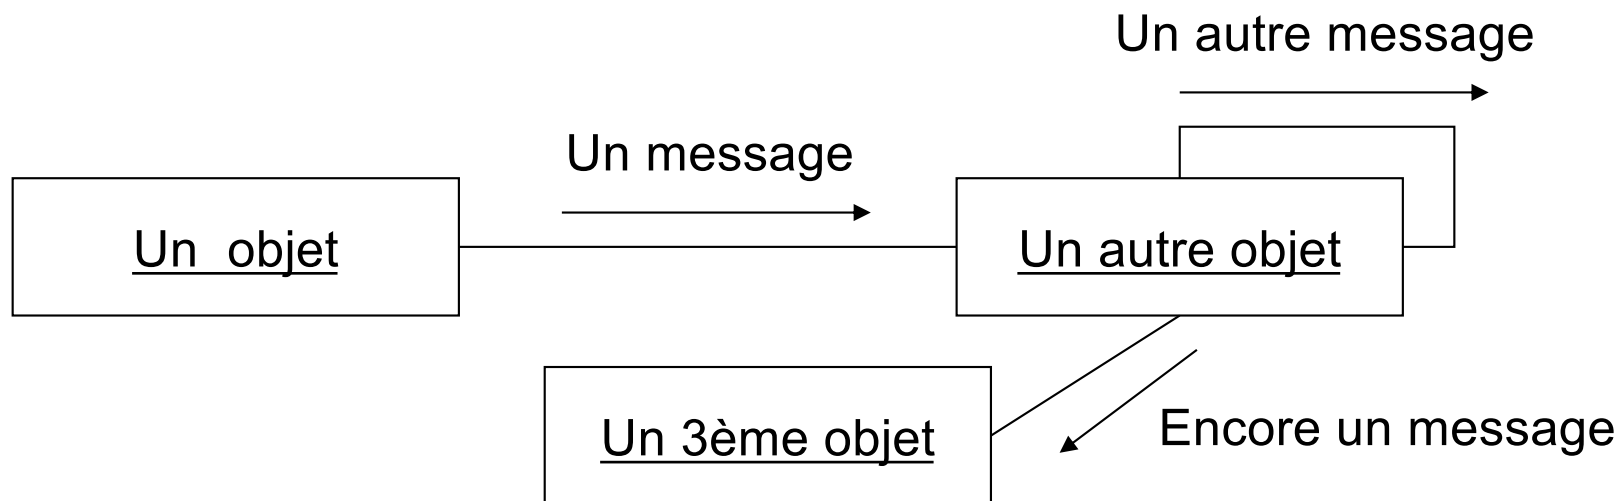 Un autre message
Un message
Un  objet
Un autre objet
Un 3ème objet
Encore un message